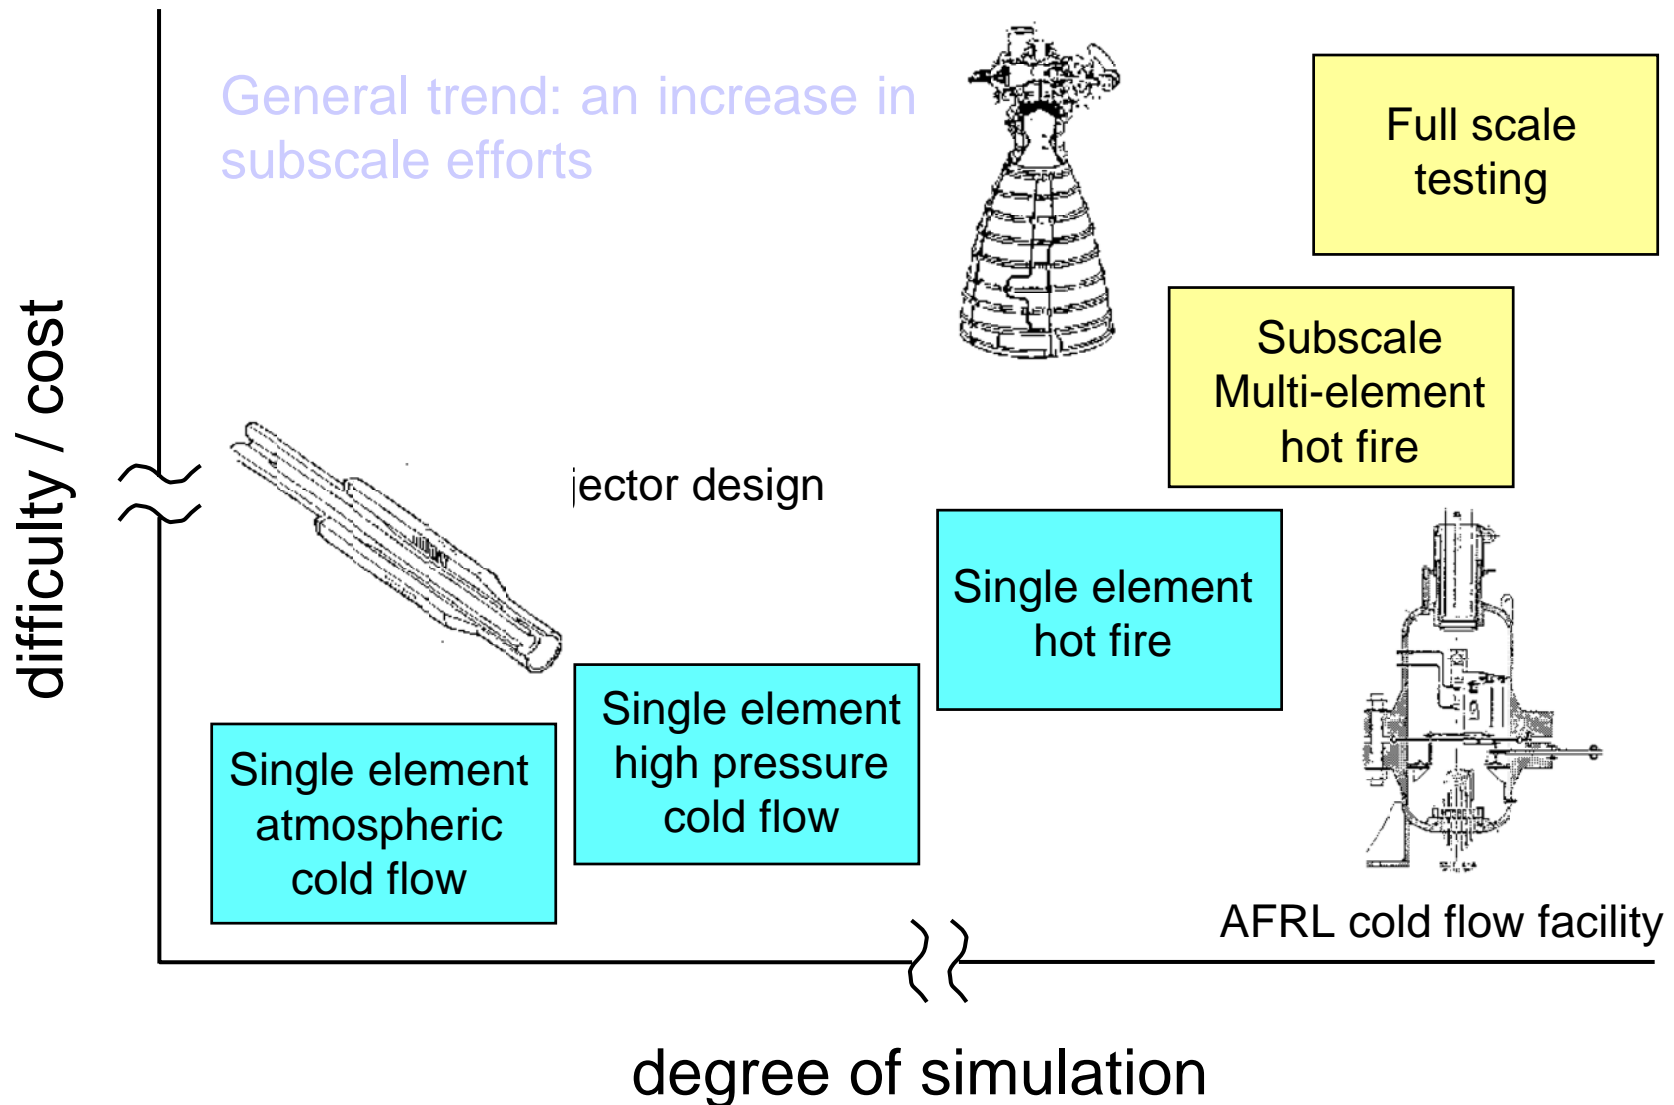 General trend: an increase in
subscale efforts
Full scale
testing
Subscale
Multi-element
hot fire
jector design
Single element
hot fire
Single element
high pressure
cold flow
Single element
atmospheric
cold flow
AFRL cold flow facility
difficulty / cost
degree of simulation